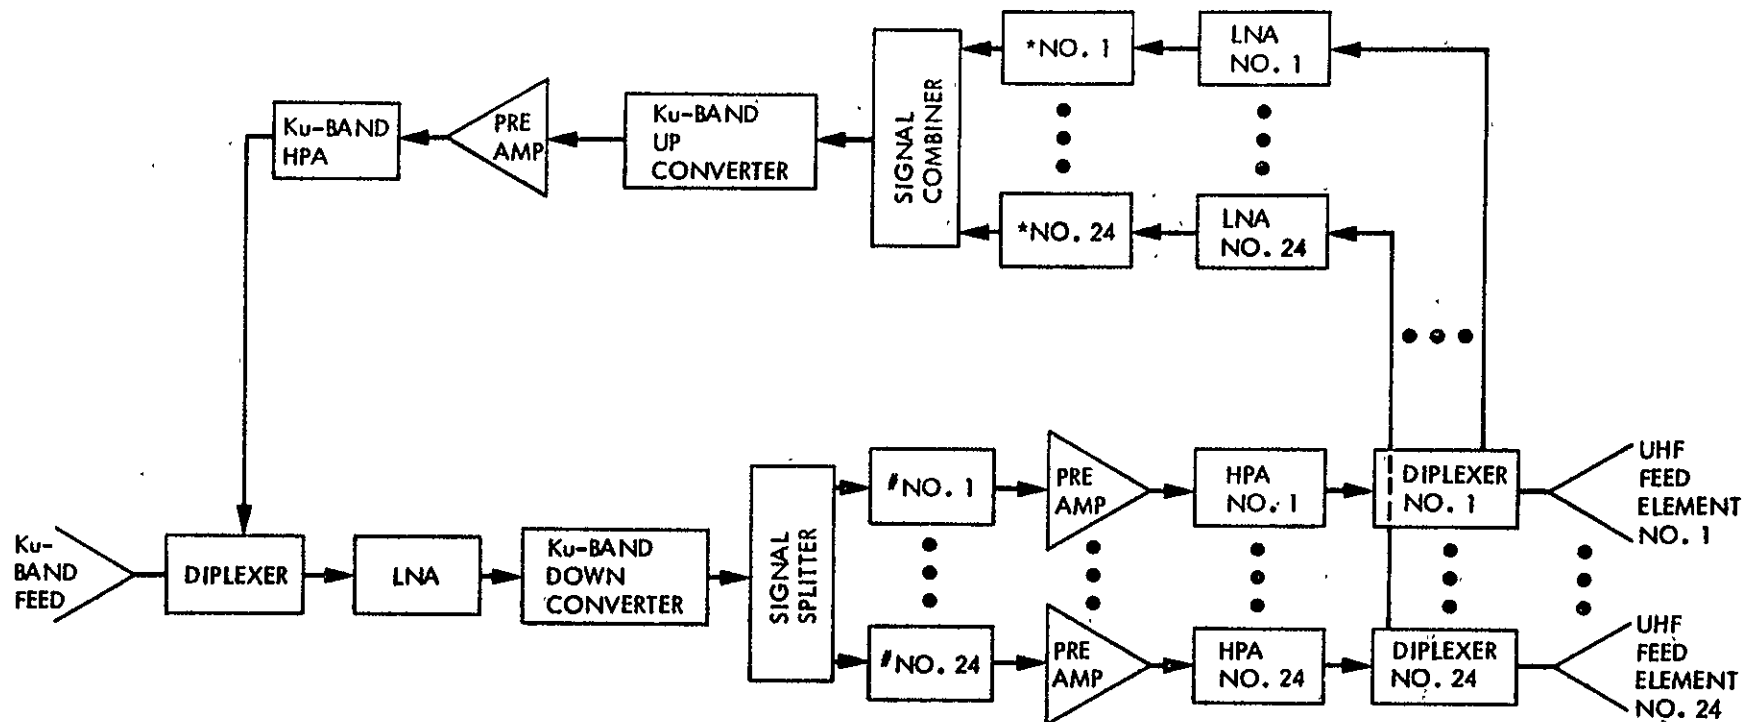 *NO. 1
LNA
NO. 1
SIGNAL
COMBINER
Ku-BAND
HPA
PRE
AMP
Ku-BAND
UP
CONVERTER
*NO. 24
LNA
NO. 24
Ku-
BAND
FEED
DIPLEXER
LNA
Ku-BAND
DOWN
CONVERTER
SIGNAL
SPLITTER
#NO. 1
PRE
AMP
HPA
NO. 1
DIPLEXER
NO. 1
UHF
FEED
ELEMENT
NO. 1
#NO. 24
PRE
AMP
HPA
NO. 24
DIPLEXER
NO. 24
UHF
FEED
ELEMENT
NO. 24